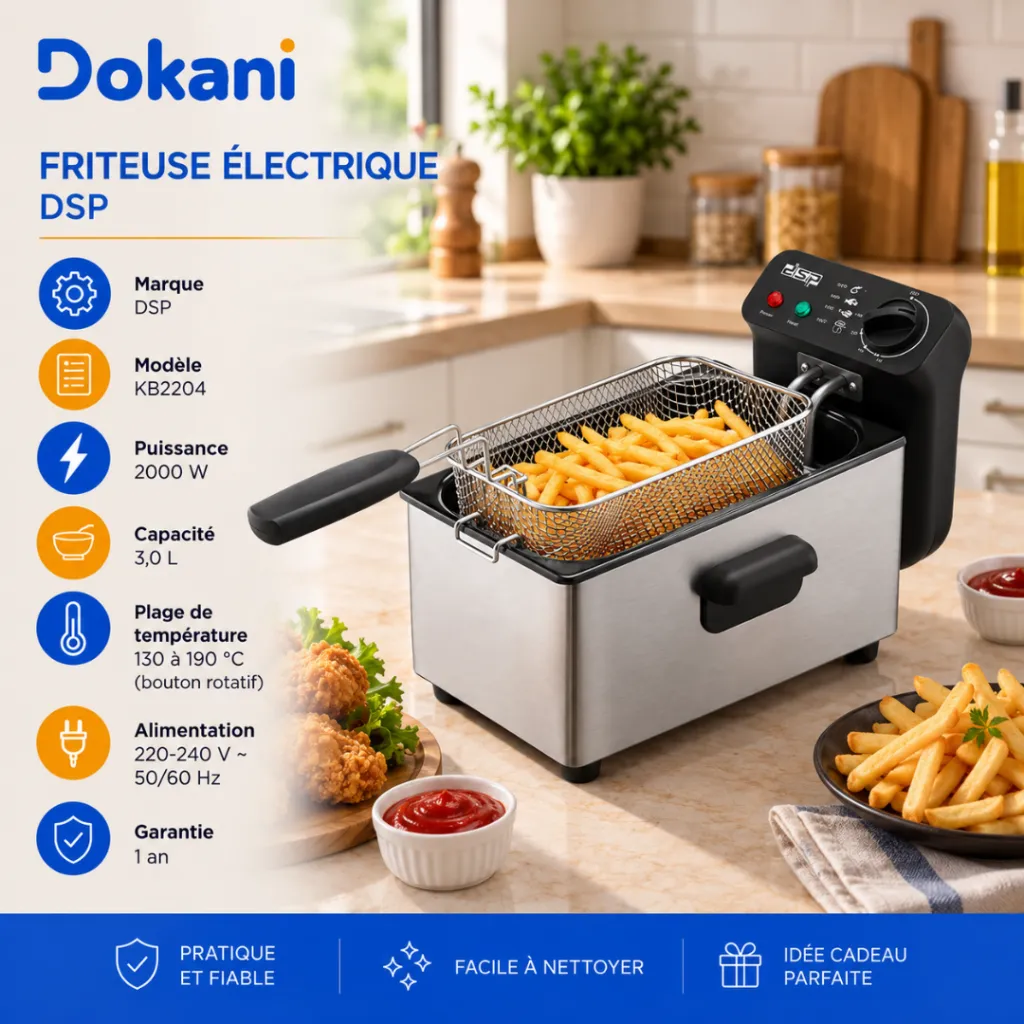 Dokani
FRITEUSE ÉLECTRIQUE
DSP
Marque
DSP
Modèle
KB2204
Puissance
2000 W
Capacité
3,0 L
Plage de
température
130 à 190 °C
(bouton rotatif)
Alimentation
220-240 V ~
50/60 Hz
Garantie
1 an
dsp
PRATIQUE
ET FIABLE
FACILE À NETTOYER
IDÉE CADEAU
PARFAITE